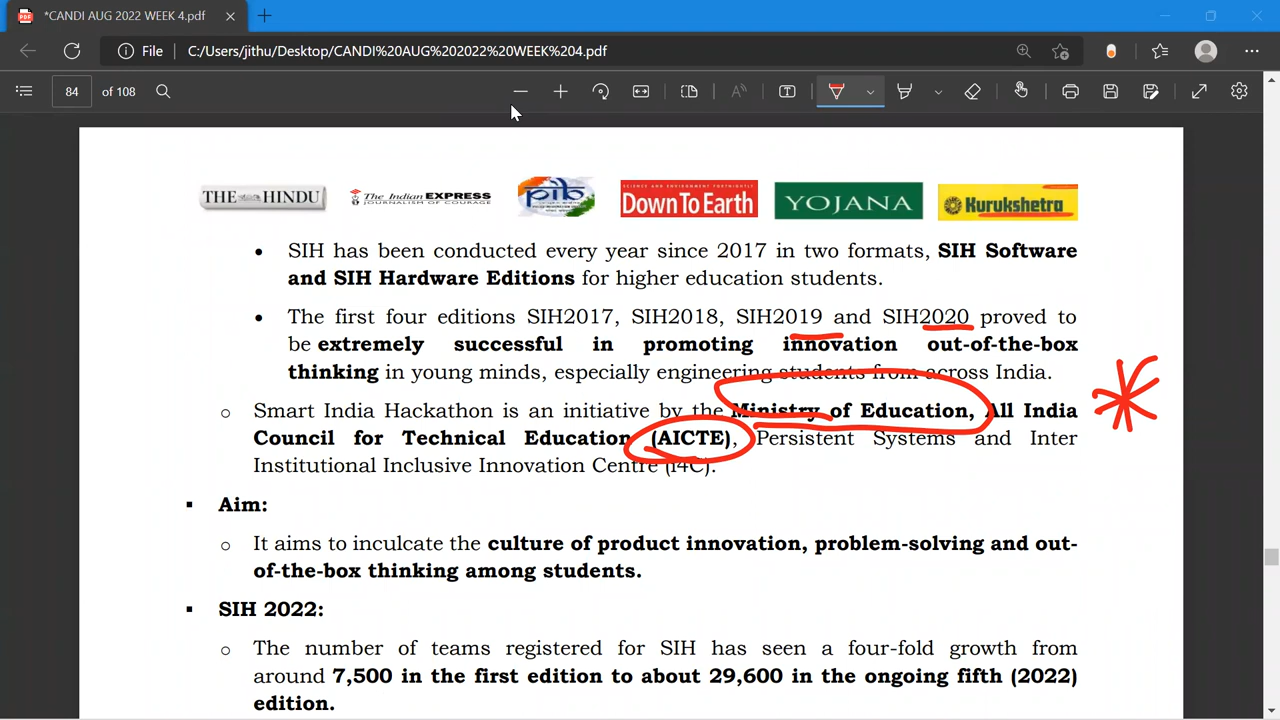 *CANDI AUG 2022 WEEK 4.pdf
File C:/Users/jithu/Desktop/CANDI%20AUG%202022%20WEEK%204.pdf
84 of 108
THE HINDU The Indian EXPRESS pib DownToEarth YOJANA Kurukshetra
JOURNALISM OF COURAGE SCIENCE AND ENVIRONMENT FORTNIGHTLY
• SIH has been conducted every year since 2017 in two formats, SIH Software
and SIH Hardware Editions for higher education students.
• The first four editions SIH2017, SIH2018, SIH2019 and SIH2020 proved to
be extremely successful in promoting innovation out-of-the-box
thinking in young minds, especially engineering students from across India.
o Smart India Hackathon is an initiative by the Ministry of Education, All India
Council for Technical Education (AICTE), Persistent Systems and Inter
Institutional Inclusive Innovation Centre (i4C).
▪ Aim:
o It aims to inculcate the culture of product innovation, problem-solving and out-
of-the-box thinking among students.
▪ SIH 2022:
o The number of teams registered for SIH has seen a four-fold growth from
around 7,500 in the first edition to about 29,600 in the ongoing fifth (2022)
edition.